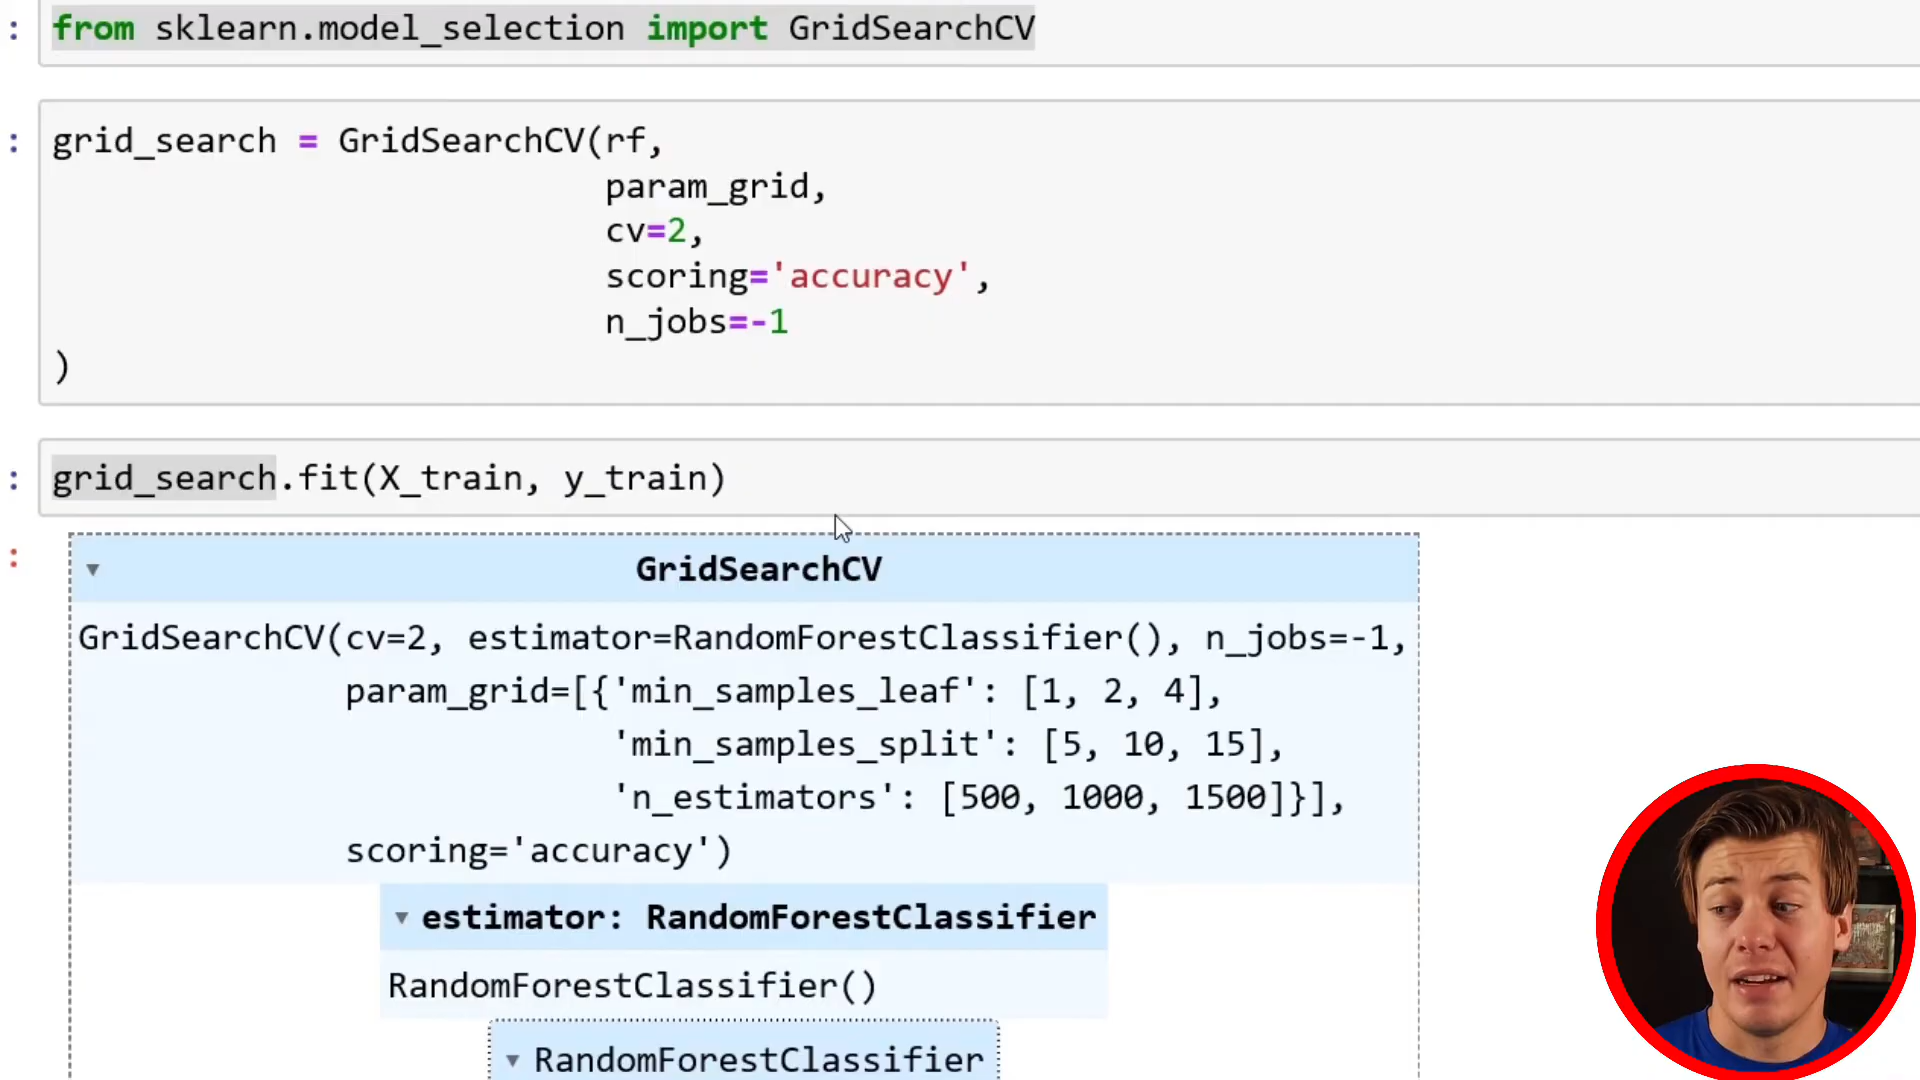 : from sklearn.model_selection import GridSearchCV
: grid_search = GridSearchCV(rf,
param_grid,
cv=2,
scoring='accuracy',
n_jobs=-1
)
: grid_search.fit(X_train, y_train)
:
▼ GridSearchCV
GridSearchCV(cv=2, estimator=RandomForestClassifier(), n_jobs=-1,
param_grid=[{'min_samples_leaf': [1, 2, 4],
'min_samples_split': [5, 10, 15],
'n_estimators': [500, 1000, 1500]}],
scoring='accuracy')
▼ estimator: RandomForestClassifier
RandomForestClassifier()
▼ RandomForestClassifier